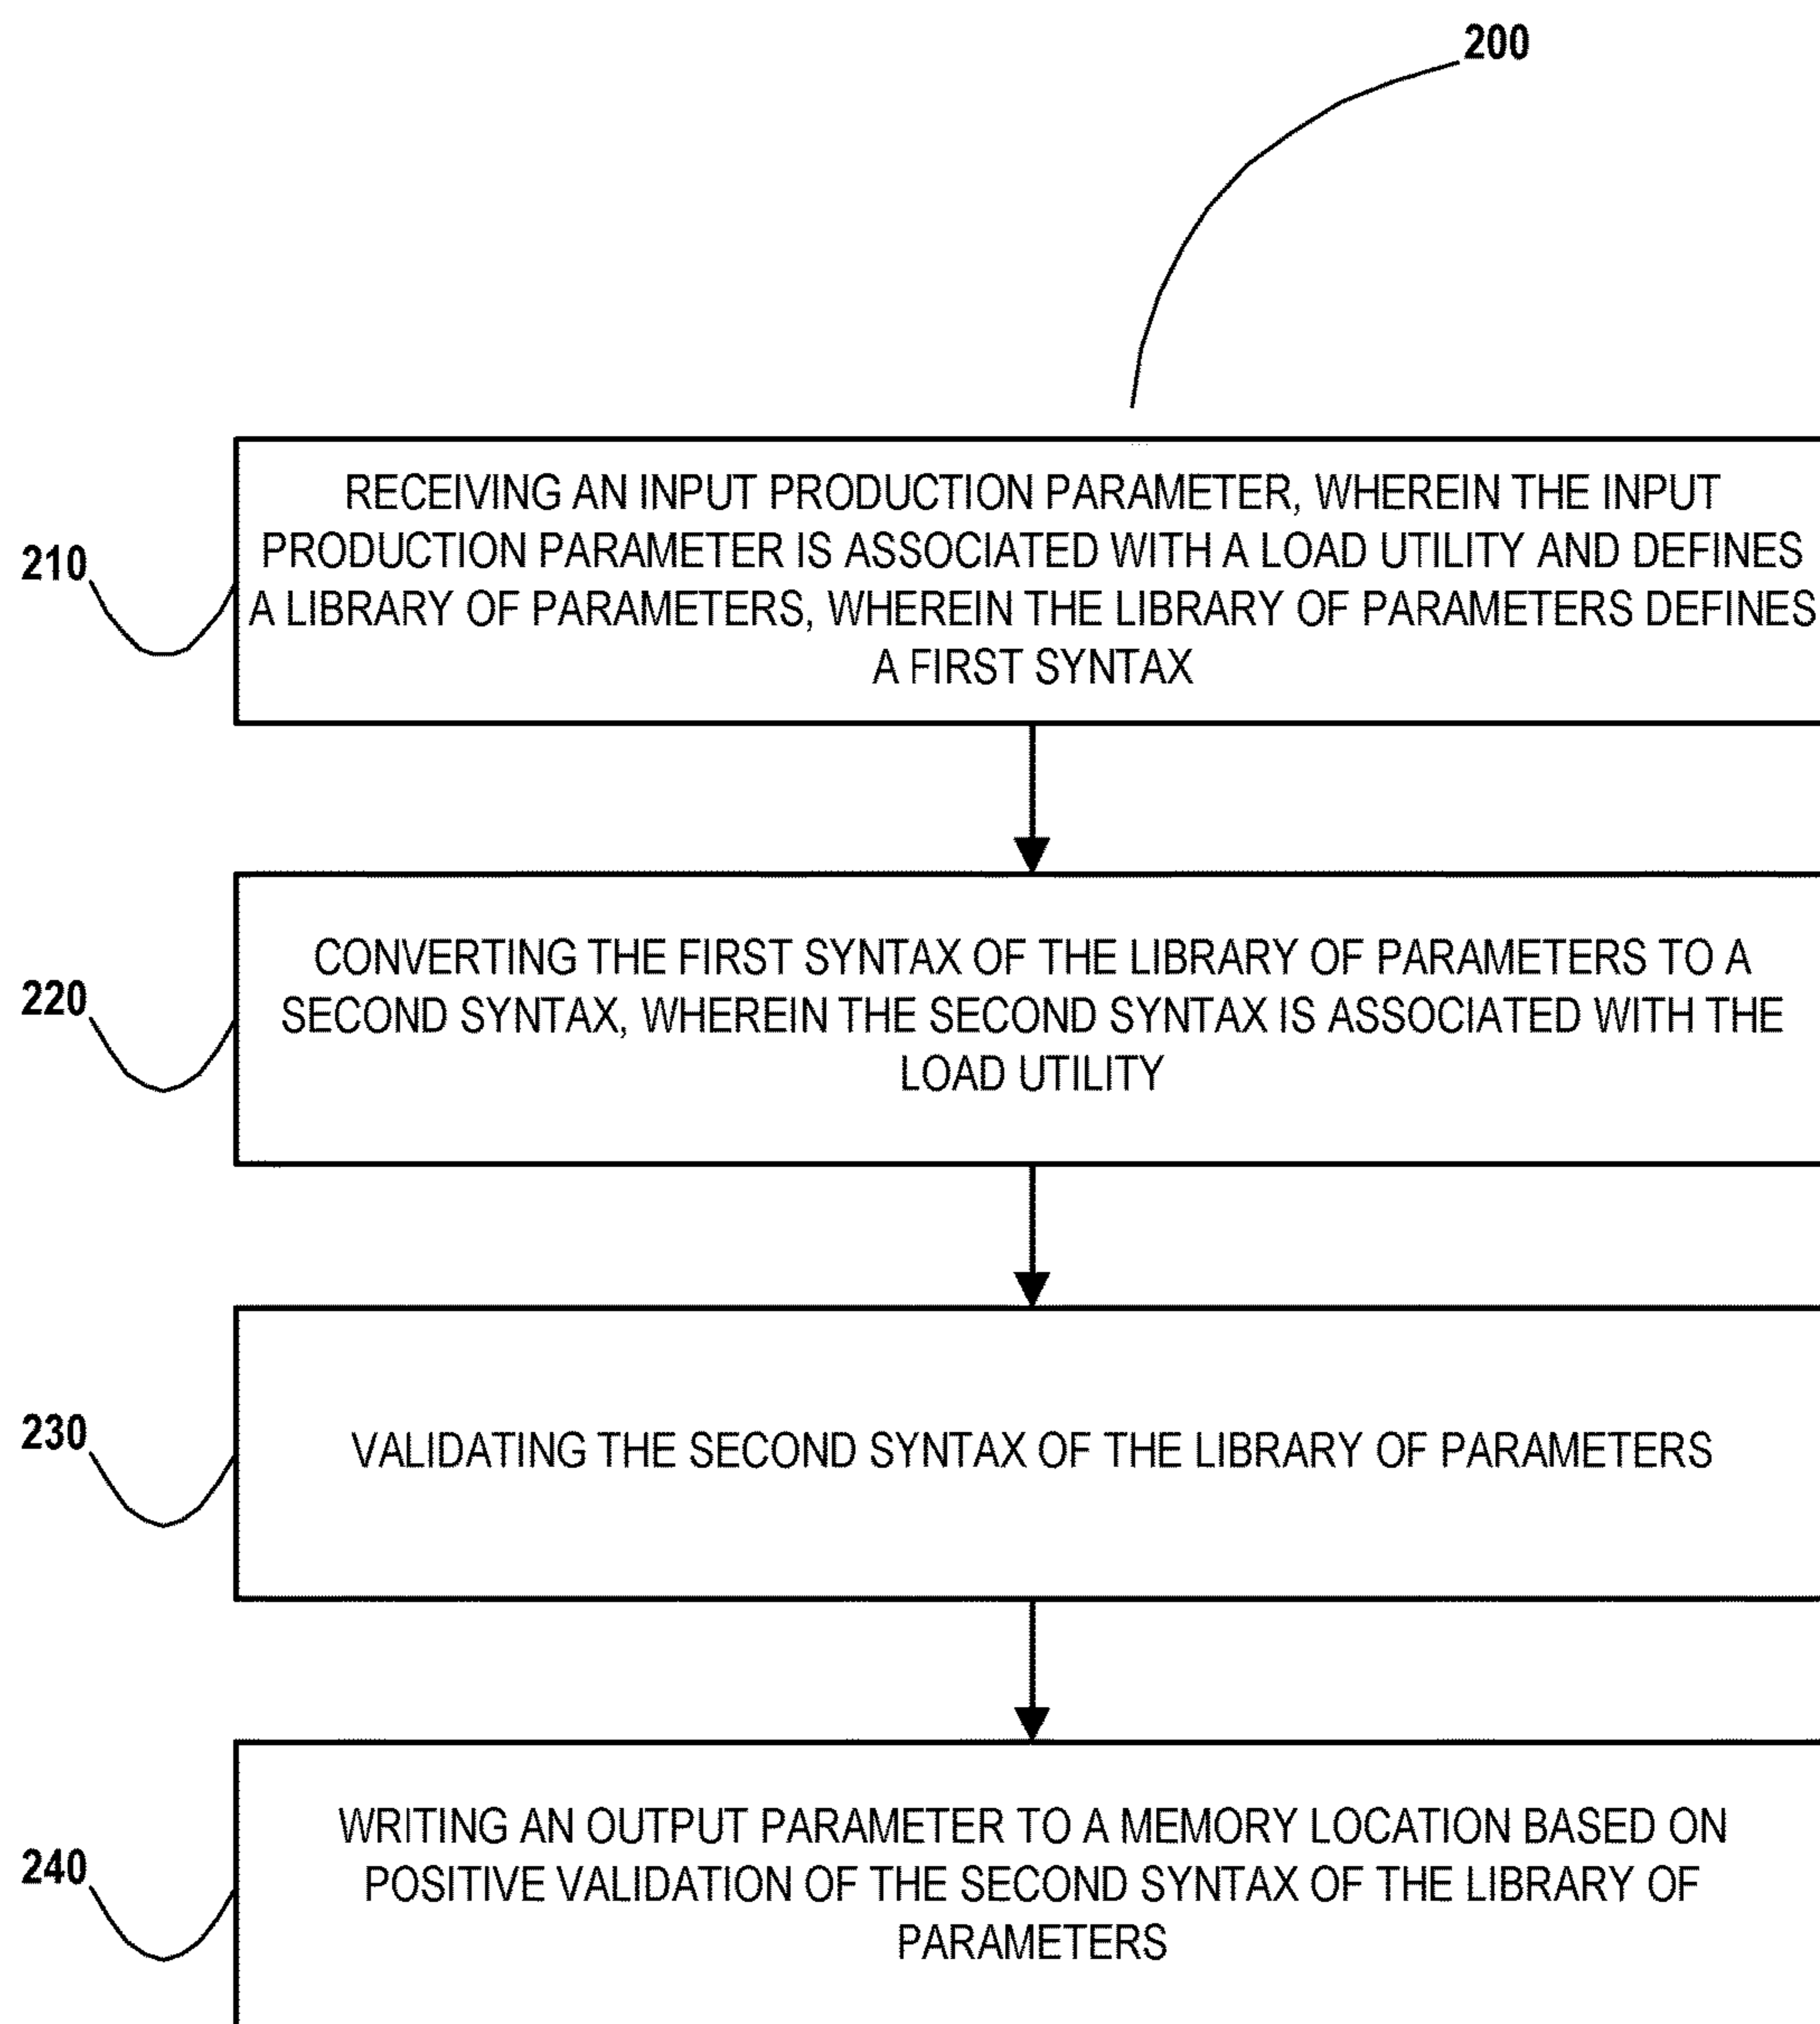 200
210
RECEIVING AN INPUT PRODUCTION PARAMETER, WHEREIN THE INPUT
PRODUCTION PARAMETER IS ASSOCIATED WITH A LOAD UTILITY AND DEFINES
A LIBRARY OF PARAMETERS, WHEREIN THE LIBRARY OF PARAMETERS DEFINES
A FIRST SYNTAX
220
CONVERTING THE FIRST SYNTAX OF THE LIBRARY OF PARAMETERS TO A
SECOND SYNTAX, WHEREIN THE SECOND SYNTAX IS ASSOCIATED WITH THE
LOAD UTILITY
230
VALIDATING THE SECOND SYNTAX OF THE LIBRARY OF PARAMETERS
240
WRITING AN OUTPUT PARAMETER TO A MEMORY LOCATION BASED ON
POSITIVE VALIDATION OF THE SECOND SYNTAX OF THE LIBRARY OF
PARAMETERS